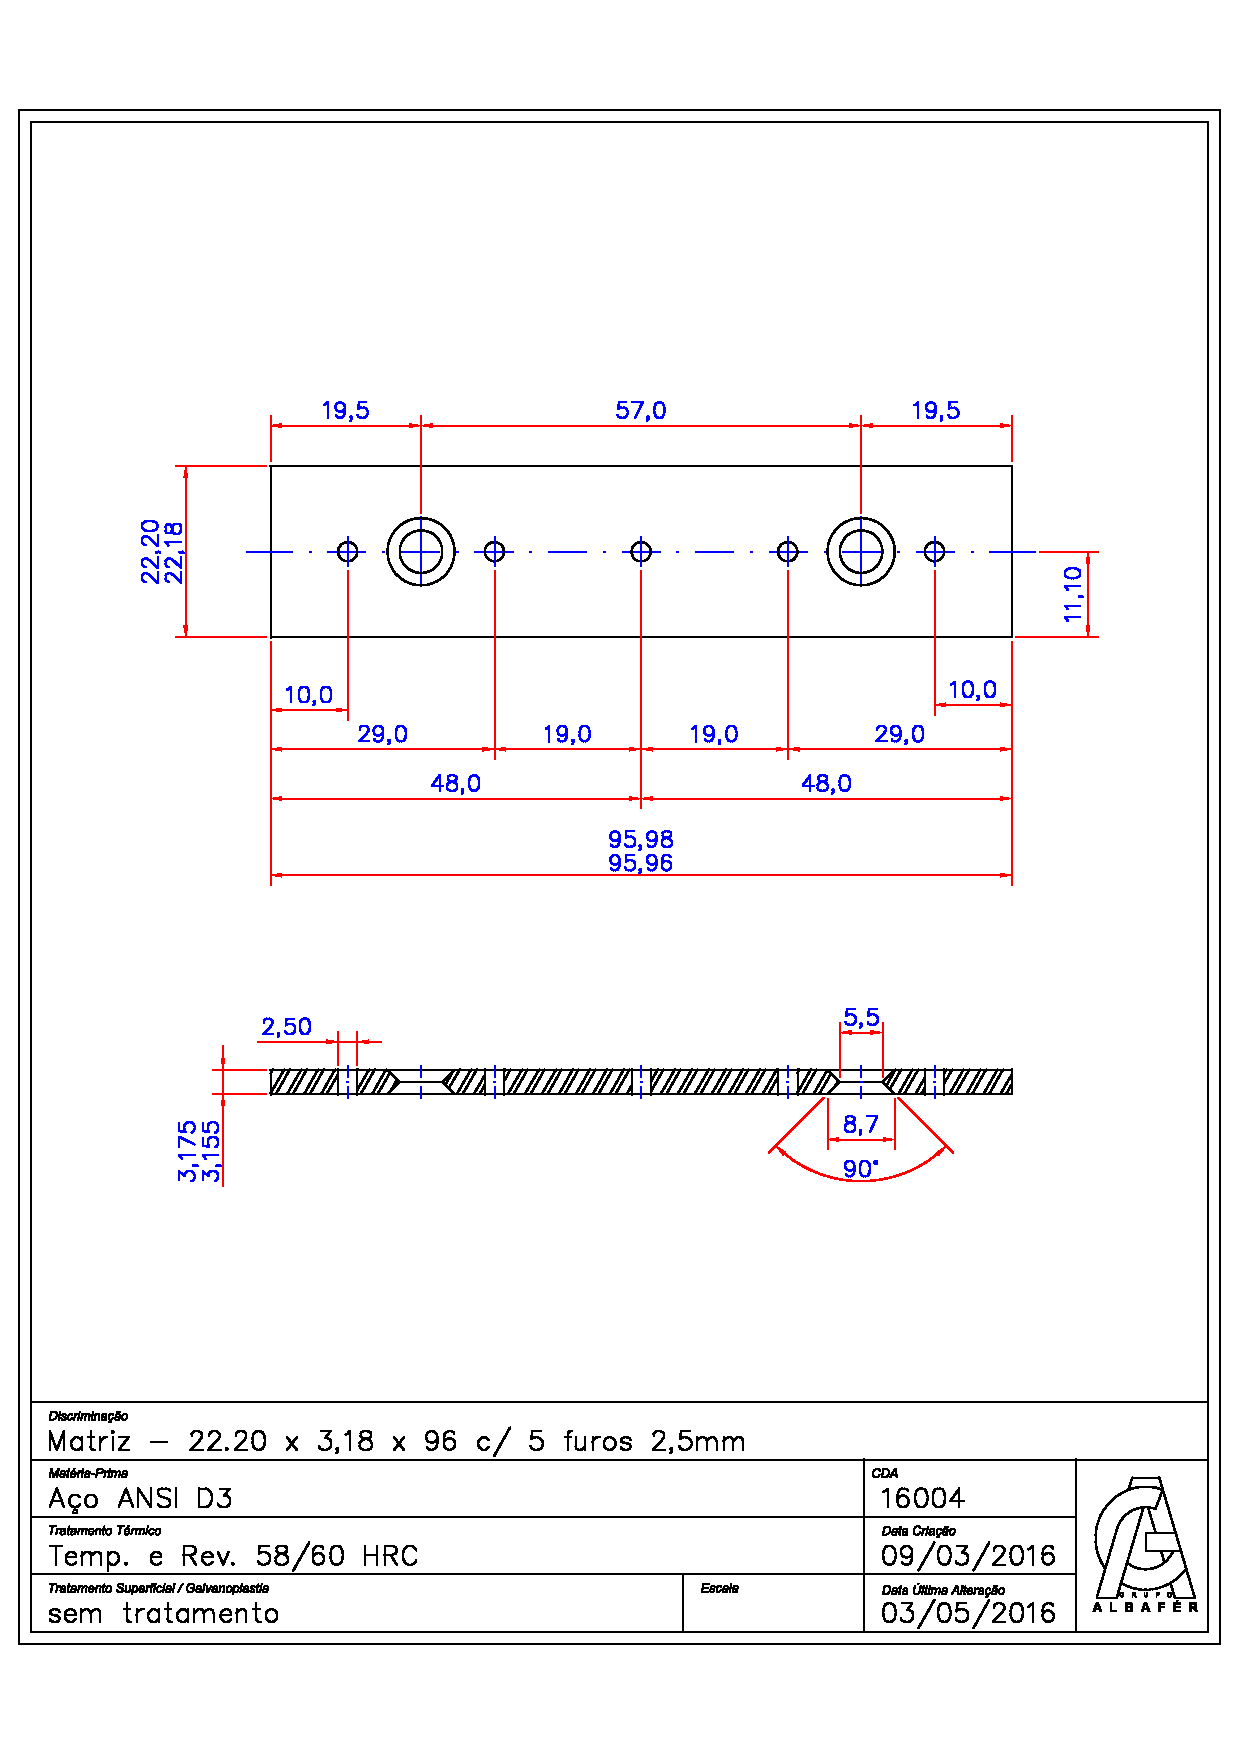 19,5
57,0
19,5
22,20
22,18
11,10
10,0
10,0
29,0
19,0
19,0
29,0
48,0
48,0
95,98
95,96
2,50
5,5
3,175
3,155
8,7
90°
Discriminação
Matriz - 22.20 x 3,18 x 96 c/ 5 furos 2,5mm
Matéria-Prima
CDA
Aço ANSI D3
16004
Tratamento Térmico
Data Criação
Temp. e Rev. 58/60 HRC
09/03/2016
Tratamento Superficial / Galvanoplastia
Escala
Data Última Alteração
sem tratamento
03/05/2016
GRUPO
ALBAFÉR